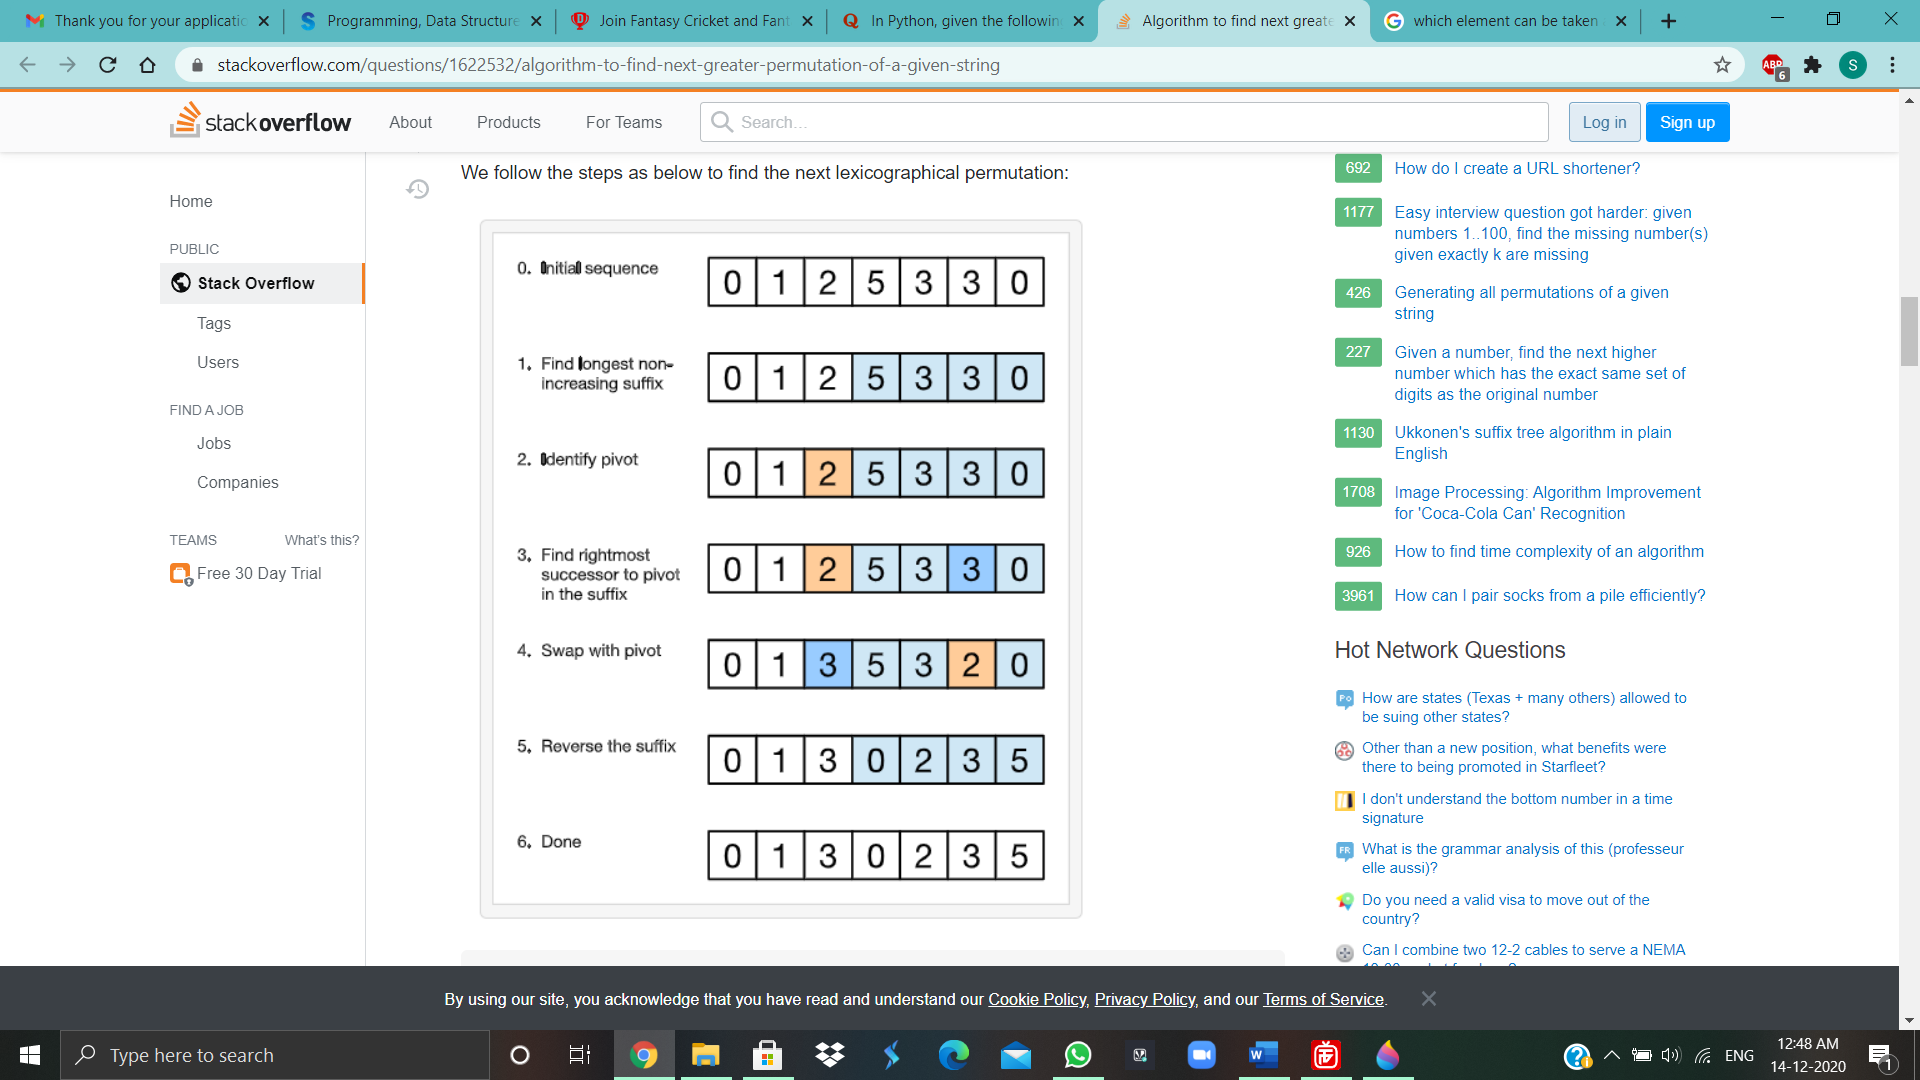 Thank you for your applicatio
Programming, Data Structure
Join Fantasy Cricket and Fant
In Python, given the followin
Algorithm to find next greate
which element can be taken
stackoverflow.com/questions/1622532/algorithm-to-find-next-greater-permutation-of-a-given-string
ABP
6
S
stackoverflow
About
Products
For Teams
Search...
Log in
Sign up
Home
PUBLIC
Stack Overflow
Tags
Users
FIND A JOB
Jobs
Companies
TEAMS
What's this?
Free 30 Day Trial
We follow the steps as below to find the next lexicographical permutation:
0. Initial sequence
0 1 2 5 3 3 0
1. Find longest non-
increasing suffix
0 1 2 5 3 3 0
2. Identify pivot
0 1 2 5 3 3 0
3. Find rightmost
successor to pivot
in the suffix
0 1 2 5 3 3 0
4. Swap with pivot
0 1 3 5 3 2 0
5. Reverse the suffix
0 1 3 0 2 3 5
6. Done
0 1 3 0 2 3 5
692 How do I create a URL shortener?
1177 Easy interview question got harder: given
numbers 1..100, find the missing number(s)
given exactly k are missing
426 Generating all permutations of a given
string
227 Given a number, find the next higher
number which has the exact same set of
digits as the original number
1130 Ukkonen's suffix tree algorithm in plain
English
1708 Image Processing: Algorithm Improvement
for 'Coca-Cola Can' Recognition
926 How to find time complexity of an algorithm
3961 How can I pair socks from a pile efficiently?
Hot Network Questions
How are states (Texas + many others) allowed to
be suing other states?
Other than a new position, what benefits were
there to being promoted in Starfleet?
I don't understand the bottom number in a time
signature
What is the grammar analysis of this (professeur
elle aussi)?
Do you need a valid visa to move out of the
country?
Can I combine two 12-2 cables to serve a NEMA
By using our site, you acknowledge that you have read and understand our Cookie Policy, Privacy Policy, and our Terms of Service.
Type here to search
ENG
12:48 AM
14-12-2020
1